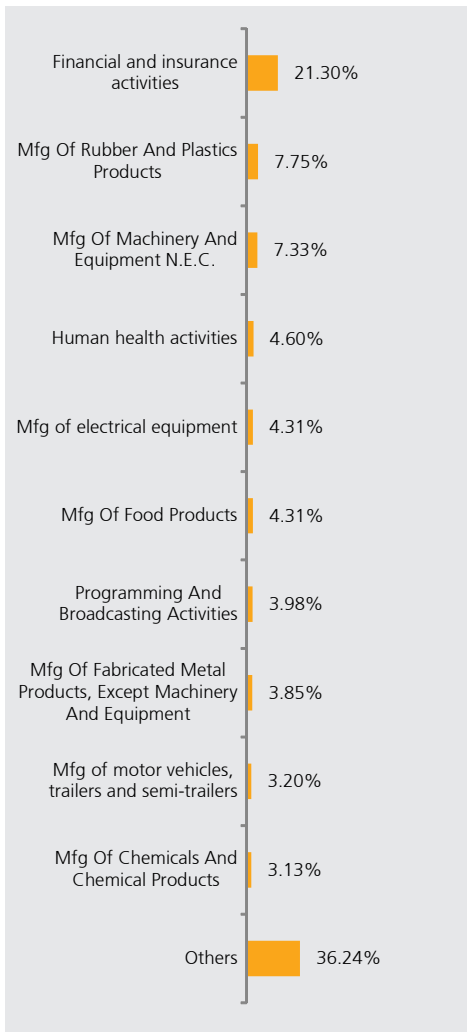 Financial and insurance
activities
21.30%
Mfg Of Rubber And Plastics
Products
7.75%
Mfg Of Machinery And
Equipment N.E.C.
7.33%
Human health activities
4.60%
Mfg of electrical equipment
4.31%
Mfg Of Food Products
4.31%
Programming And
Broadcasting Activities
3.98%
Mfg Of Fabricated Metal
Products, Except Machinery
And Equipment
3.85%
Mfg of motor vehicles,
trailers and semi-trailers
3.20%
Mfg Of Chemicals And
Chemical Products
3.13%
Others
36.24%